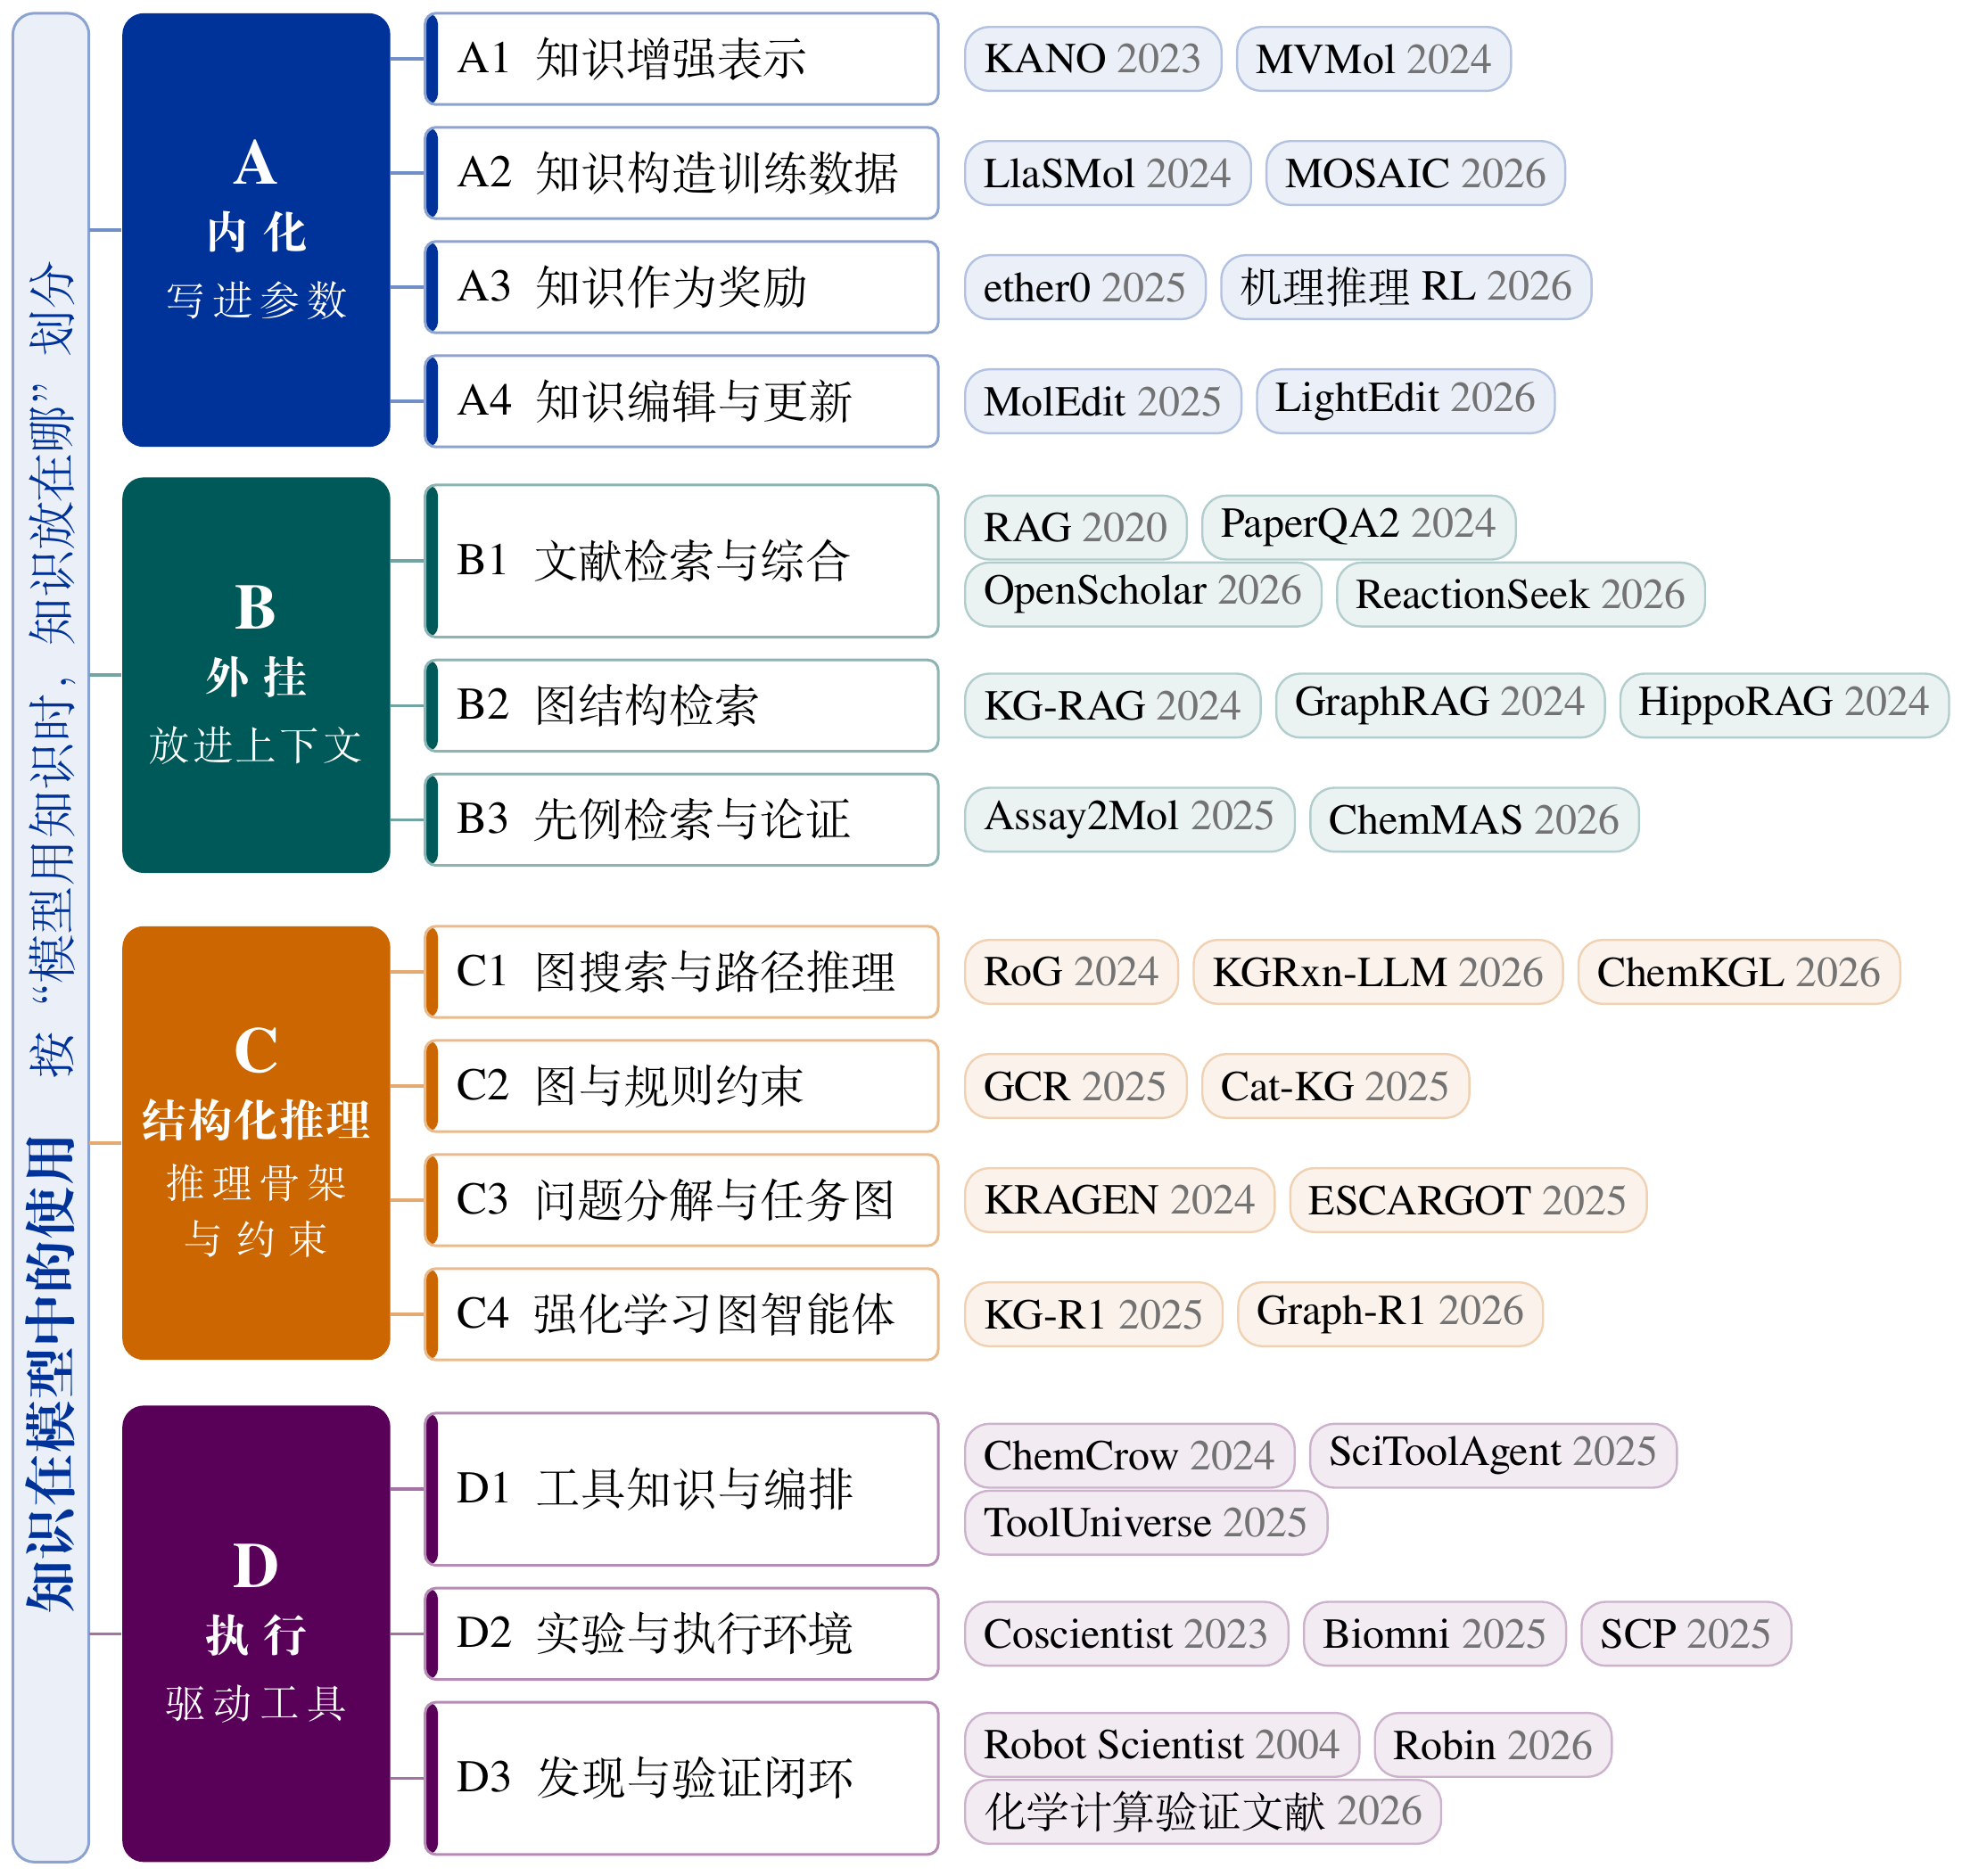 知识在模型中的使用 按 “模型用知识时，知识放在哪” 划分
A
内化
写进参数
A1 知识增强表示
KANO 2023
MVMol 2024
A2 知识构造训练数据
LlaSMol 2024
MOSAIC 2026
A3 知识作为奖励
ether0 2025
机理推理 RL 2026
A4 知识编辑与更新
MolEdit 2025
LightEdit 2026
B
外挂
放进上下文
B1 文献检索与综合
RAG 2020
PaperQA2 2024
OpenScholar 2026
ReactionSeek 2026
B2 图结构检索
KG-RAG 2024
GraphRAG 2024
HippoRAG 2024
B3 先例检索与论证
Assay2Mol 2025
ChemMAS 2026
C
结构化推理
推理骨架
与约束
C1 图搜索与路径推理
RoG 2024
KGRxn-LLM 2026
ChemKGL 2026
C2 图与规则约束
GCR 2025
Cat-KG 2025
C3 问题分解与任务图
KRAGEN 2024
ESCARGOT 2025
C4 强化学习图智能体
KG-R1 2025
Graph-R1 2026
D
执行
驱动工具
D1 工具知识与编排
ChemCrow 2024
SciToolAgent 2025
ToolUniverse 2025
D2 实验与执行环境
Coscientist 2023
Biomni 2025
SCP 2025
D3 发现与验证闭环
Robot Scientist 2004
Robin 2026
化学计算验证文献 2026